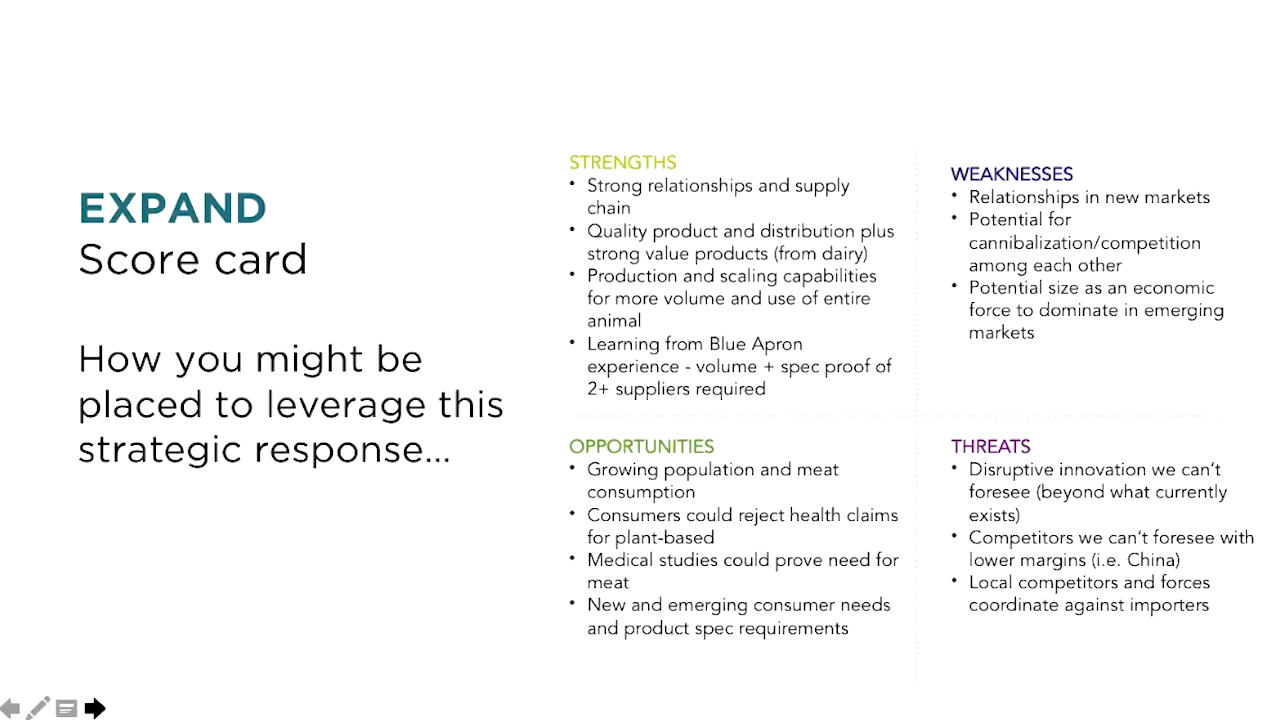 EXPAND
Score card
How you might be
placed to leverage this
strategic response...
STRENGTHS
• Strong relationships and supply
chain
• Quality product and distribution plus
strong value products (from dairy)
• Production and scaling capabilities
for more volume and use of entire
animal
• Learning from Blue Apron
experience - volume + spec proof of
2+ suppliers required
WEAKNESSES
• Relationships in new markets
• Potential for
cannibalization/competition
among each other
• Potential size as an economic
force to dominate in emerging
markets
OPPORTUNITIES
• Growing population and meat
consumption
• Consumers could reject health claims
for plant-based
• Medical studies could prove need for
meat
• New and emerging consumer needs
and product spec requirements
THREATS
• Disruptive innovation we can't
foresee (beyond what currently
exists)
• Competitors we can't foresee with
lower margins (i.e. China)
• Local competitors and forces
coordinate against importers